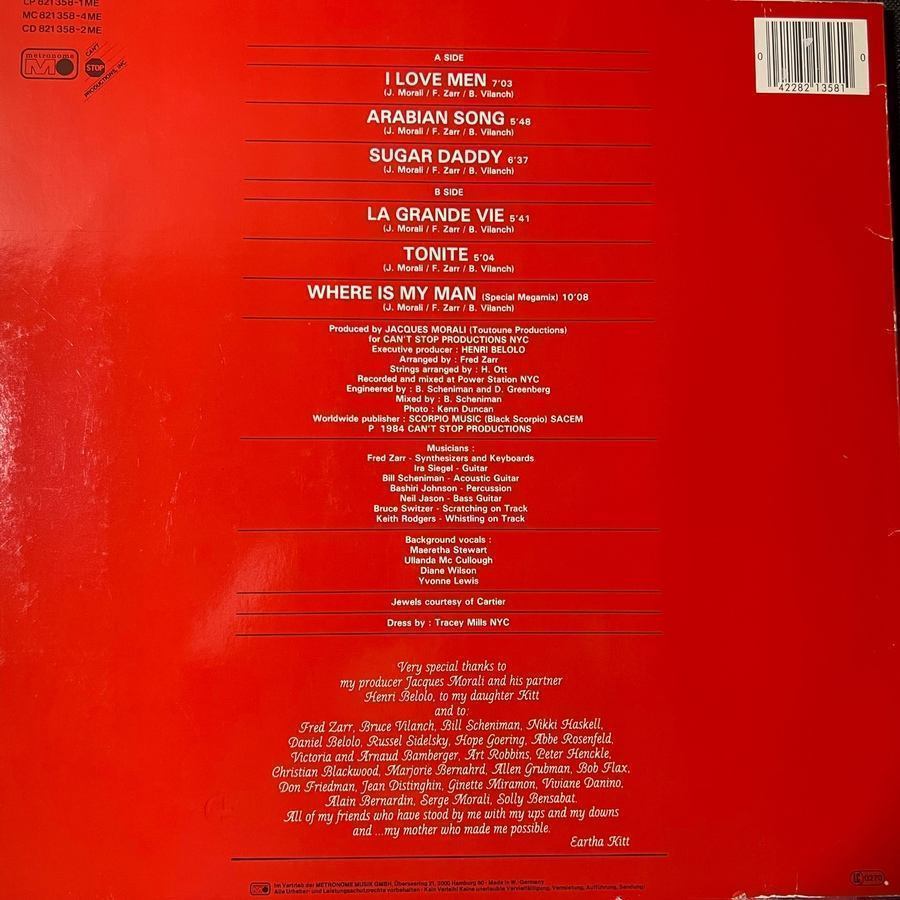 LP 821 358-1 ME
MC 821 358-4 ME
CD 821 358-2 ME
metronome
CAN'T
STOP
PRODUCTIONS, INC
0 42282 13581 0
A SIDE
I LOVE MEN 7'03
(J. Morali / F. Zarr / B. Vilanch)
ARABIAN SONG 5'48
(J. Morali / F. Zarr / B. Vilanch)
SUGAR DADDY 6'37
(J. Morali / F. Zarr / B. Vilanch)
B SIDE
LA GRANDE VIE 5'41
(J. Morali / F. Zarr / B. Vilanch)
TONITE 5'04
(J. Morali / F. Zarr / B. Vilanch)
WHERE IS MY MAN (Special Megamix) 10'08
(J. Morali / F. Zarr / B. Vilanch)
Produced by JACQUES MORALI (Toutoune Productions)
for CAN'T STOP PRODUCTIONS NYC
Executive producer : HENRI BELOLO
Arranged by : Fred Zarr
Strings arranged by : H. Ott
Recorded and mixed at Power Station NYC
Engineered by : B. Scheniman and D. Greenberg
Mixed by : B. Scheniman
Photo : Kenn Duncan
Worldwide publisher : SCORPIO MUSIC (Black Scorpio) SACEM
P 1984 CAN'T STOP PRODUCTIONS
Musicians :
Fred Zarr - Synthesizers and Keyboards
Ira Siegel - Guitar
Bill Scheniman - Acoustic Guitar
Bashiri Johnson - Percussion
Neil Jason - Bass Guitar
Bruce Switzer - Scratching on Track
Keith Rodgers - Whistling on Track
Background vocals :
Maeretha Stewart
Ullanda Mc Cullough
Diane Wilson
Yvonne Lewis
Jewels courtesy of Cartier
Dress by : Tracey Mills NYC
Very special thanks to
my producer Jacques Morali and his partner
Henri Belolo, to my daughter Kitt
and to:
Fred Zarr, Bruce Vilanch, Bill Scheniman, Nikki Haskell,
Daniel Belolo, Russel Sidelsky, Hope Goering, Abbe Rosenfeld,
Victoria and Arnaud Bamberger, Art Robbins, Peter Henckle,
Christian Blackwood, Marjorie Bernahrd, Allen Grubman, Bob Flax,
Don Friedman, Jean Distinghin, Ginette Miramon, Viviane Danino,
Alain Bernardin, Serge Morali, Solly Bensabat.
All of my friends who have stood by me with my ups and my downs
and ...my mother who made me possible.
Eartha Kitt
Im Vertrieb der METRONOME MUSIK GMBH, Überseering 21, 2000 Hamburg 60 · Made in W.-Germany
Alle Urheber- und Leistungsschutzrechte vorbehalten · Kein Verleih! Keine unerlaubte Vervielfältigung, Vermietung, Aufführung, Sendung!
LC 0270